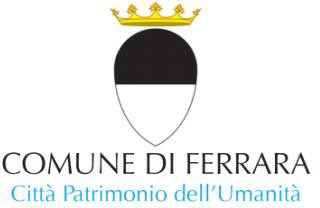 COMUNE DI FERRARA
Città Patrimonio dell'Umanità